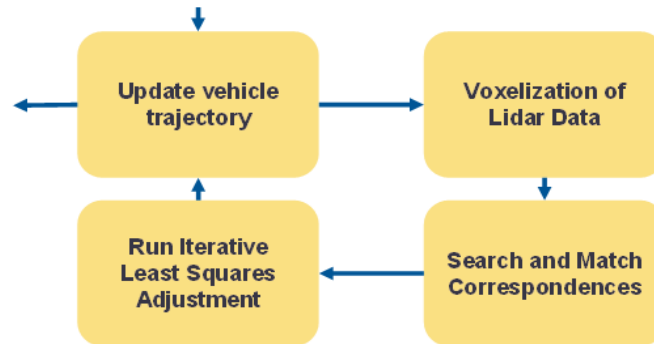 Update vehicle
trajectory
Voxelization of
Lidar Data
Run Iterative
Least Squares
Adjustment
Search and Match
Correspondences